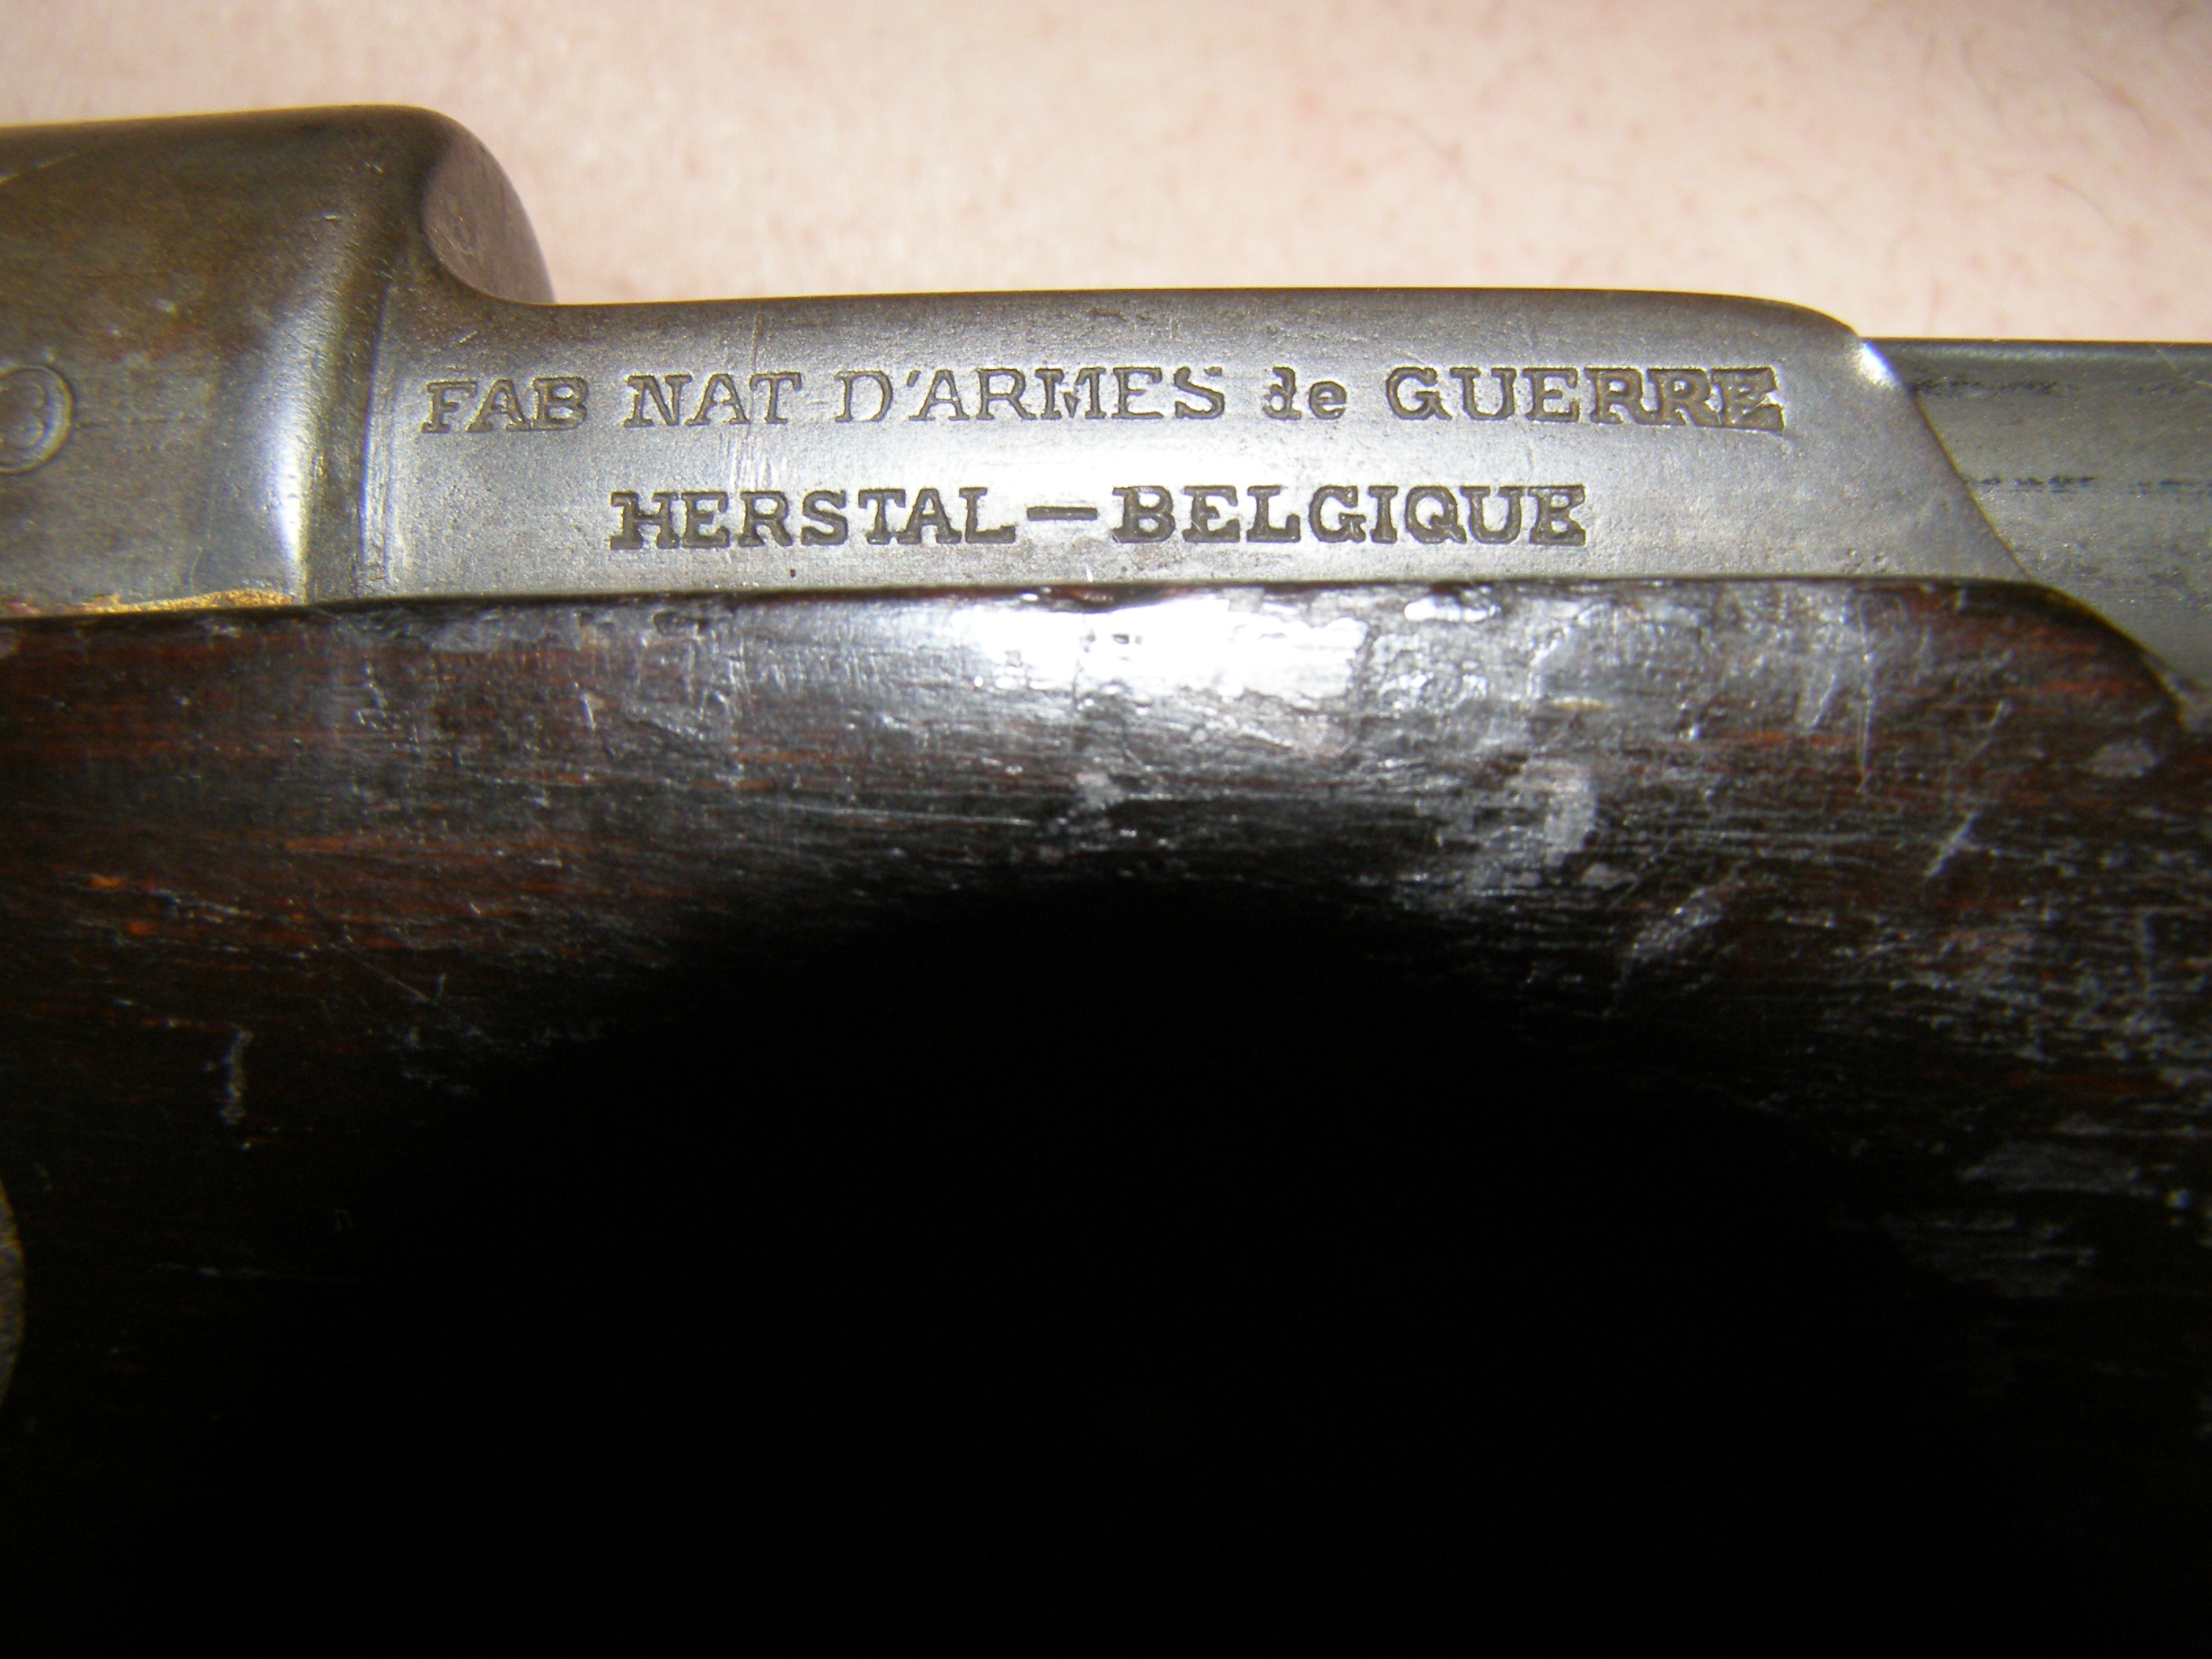 FAB NAT D'ARMES de GUERRE
HERSTAL — BELGIQUE